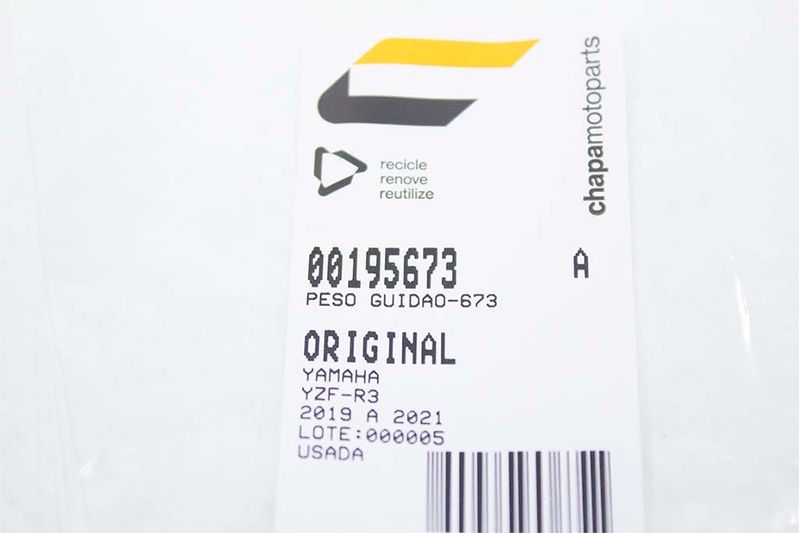 chapamotoparts
recicle
renove
reutilize
00195673 A
PESO GUIDAO-673
ORIGINAL
YAMAHA
YZF-R3
2019 A 2021
LOTE:000005
USADA